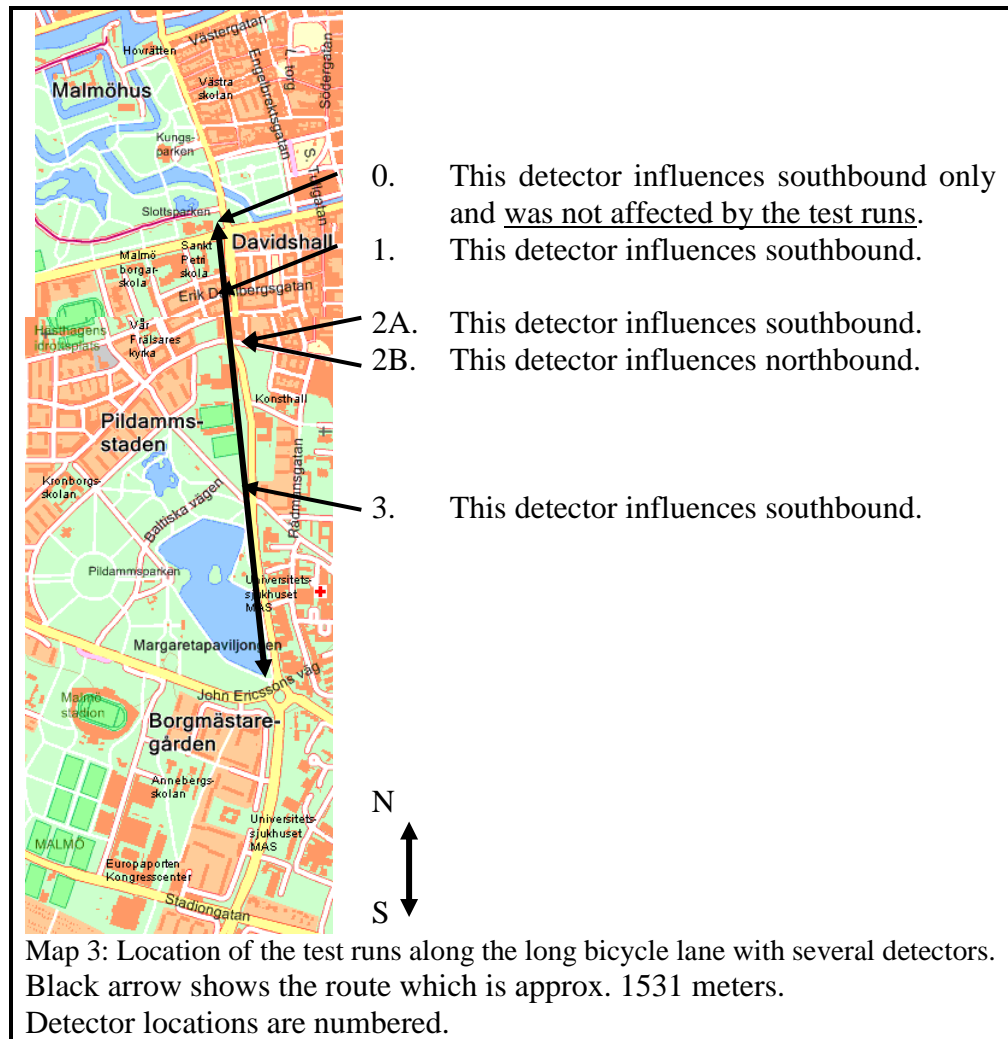 Hovrätten
Västergatan
Malmöhus
Västra
skolan
Engelbrektsgatan
torg
Södergatan
Kungs-
parken
S. Tullgatan
Slottsparken
Sankt
Petri
skola
Davidshall
Malmö
borgar-
skola
Erik Dahlbergsgatan
Hästhagens
idrottsplats
Vår
Frälsares
kyrka
Konsthall
Pildamms-
staden
Rådmansgatan
Kronborgs-
skolan
Baltiska vägen
Pildammsparken
Universitets-
sjukhuset
MAS
Margaretapaviljongen
John Ericssons väg
Malmö
stadion
Borgmästare-
gården
Annebergs-
skolan
Universitets-
sjukhuset
MAS
MALMÖ
Europaporten
Kongresscenter
Stadiongatan
0. This detector influences southbound only
and was not affected by the test runs.
1. This detector influences southbound.
2A. This detector influences southbound.
2B. This detector influences northbound.
3. This detector influences southbound.
N
S
Map 3: Location of the test runs along the long bicycle lane with several detectors.
Black arrow shows the route which is approx. 1531 meters.
Detector locations are numbered.